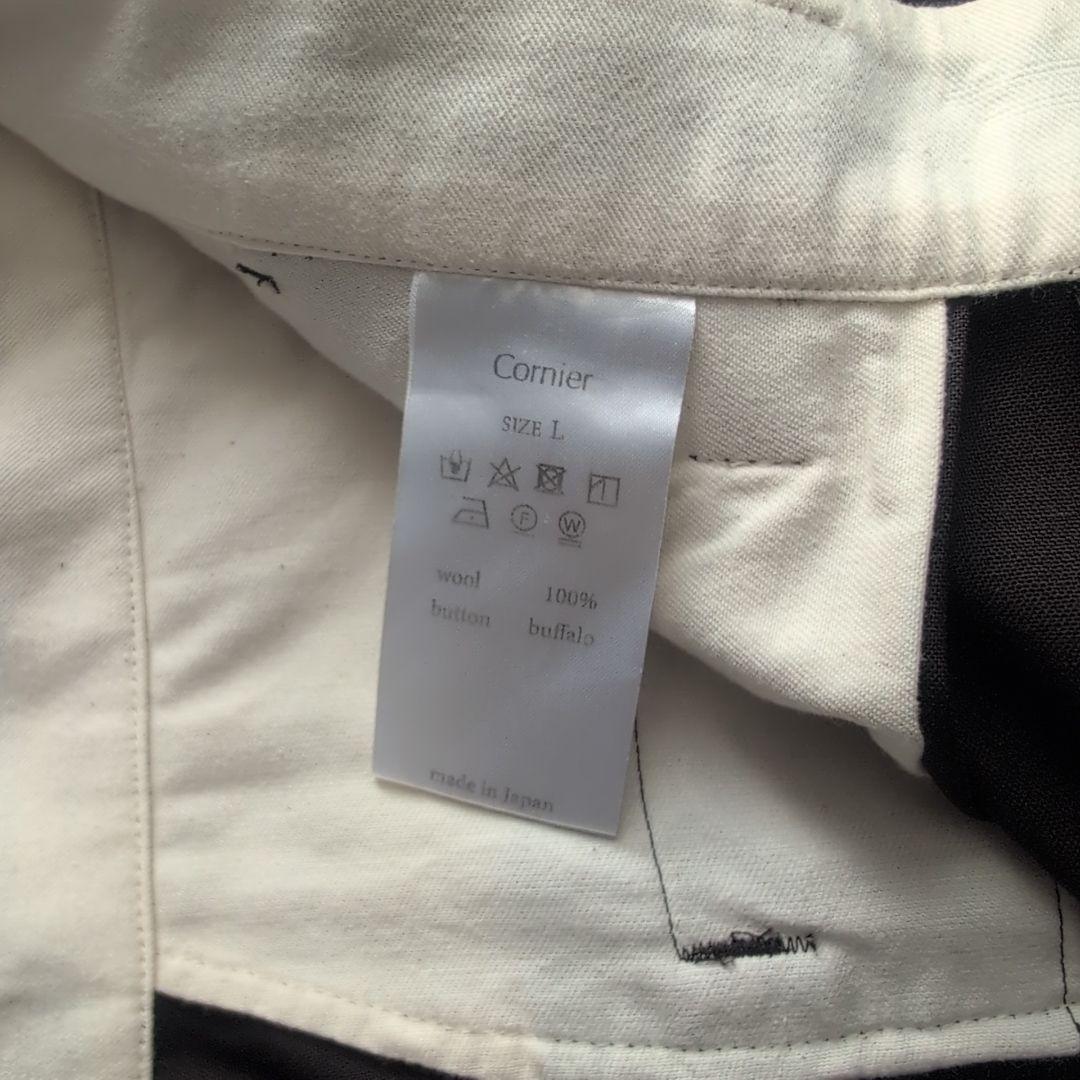 Cornier
SIZE L
F W
wool 100%
button buffalo
made in Japan